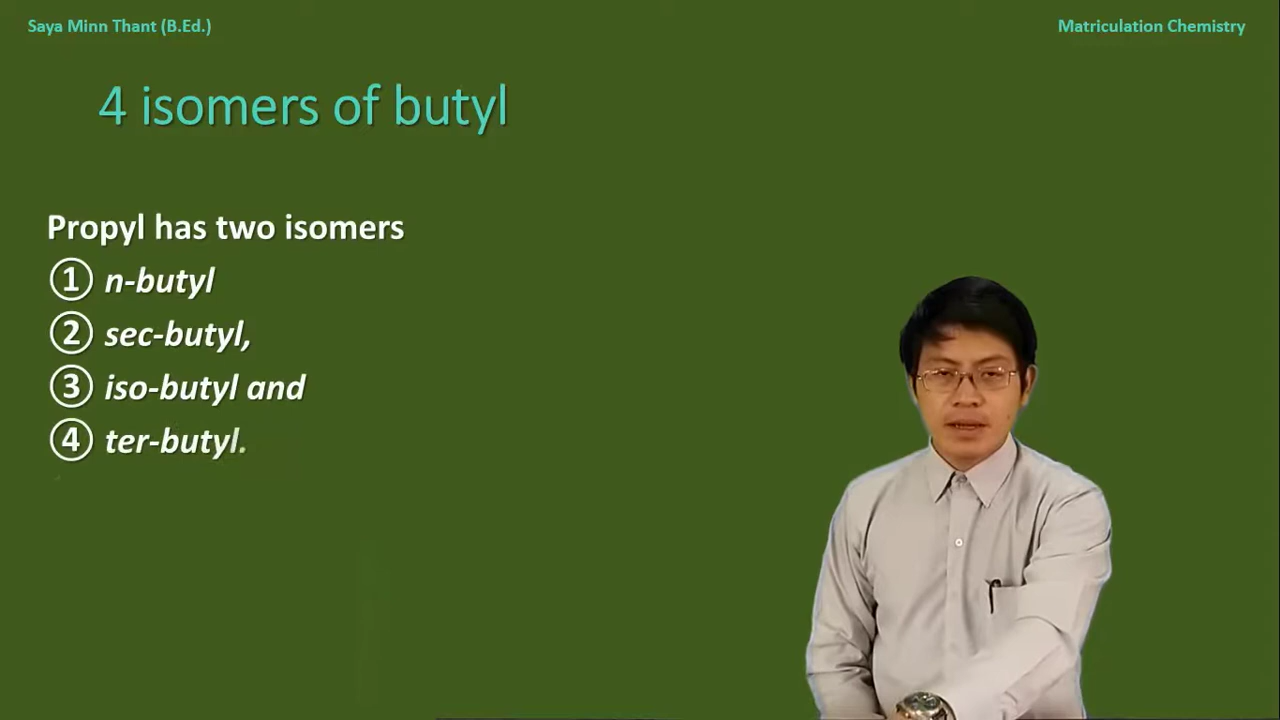 Saya Minn Thant (B.Ed.)
Matriculation Chemistry
4 isomers of butyl
Propyl has two isomers
① n-butyl
② sec-butyl,
③ iso-butyl and
④ ter-butyl.